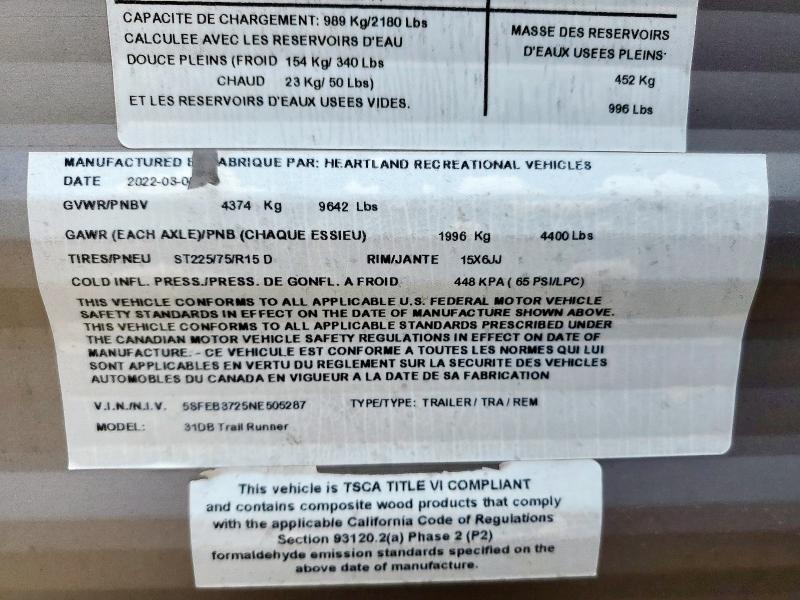 CAPACITE DE CHARGEMENT: 989 Kg/2180 Lbs
CALCULEE AVEC LES RESERVOIRS D'EAU
DOUCE PLEINS (FROID 154 Kg/ 340 Lbs
CHAUD 23 Kg/ 50 Lbs)
ET LES RESERVOIRS D'EAUX USEES VIDES.
MASSE DES RESERVOIRS
D'EAUX USEES PLEINS:
452 Kg
996 Lbs
MANUFACTURED ABRIQUE PAR: HEARTLAND RECREATIONAL VEHICLES
DATE 2022-03-0
GVWR/PNBV 4374 Kg 9642 Lbs
GAWR (EACH AXLE)/PNB (CHAQUE ESSIEU) 1996 Kg 4400 Lbs
TIRES/PNEU ST225/75/R15 D RIM/JANTE 15X6JJ
COLD INFL. PRESS./PRESS. DE GONFL. A FROID 448 KPA ( 65 PSI/LPC)
THIS VEHICLE CONFORMS TO ALL APPLICABLE U.S. FEDERAL MOTOR VEHICLE
SAFETY STANDARDS IN EFFECT ON THE DATE OF MANUFACTURE SHOWN ABOVE.
THIS VEHICLE CONFORMS TO ALL APPLICABLE STANDARDS PRESCRIBED UNDER
THE CANADIAN MOTOR VEHICLE SAFETY REGULATIONS IN EFFECT ON DATE OF
MANUFACTURE. - CE VEHICULE EST CONFORME A TOUTES LES NORMES QUI LUI
SONT APPLICABLES EN VERTU DU REGLEMENT SUR LA SECURITE DES VEHICLES
AUTOMOBLES DU CANADA EN VIGUEUR A LA DATE DE SA FABRICATION
V.I.N./N.I.V. 5SFEB3725NE505287 TYPE/TYPE: TRAILER / TRA / REM
MODEL: 31DB Trail Runner
This vehicle is TSCA TITLE VI COMPLIANT
and contains composite wood products that comply
with the applicable California Code of Regulations
Section 93120.2(a) Phase 2 (P2)
formaldehyde emission standards specified on the
above date of manufacture.